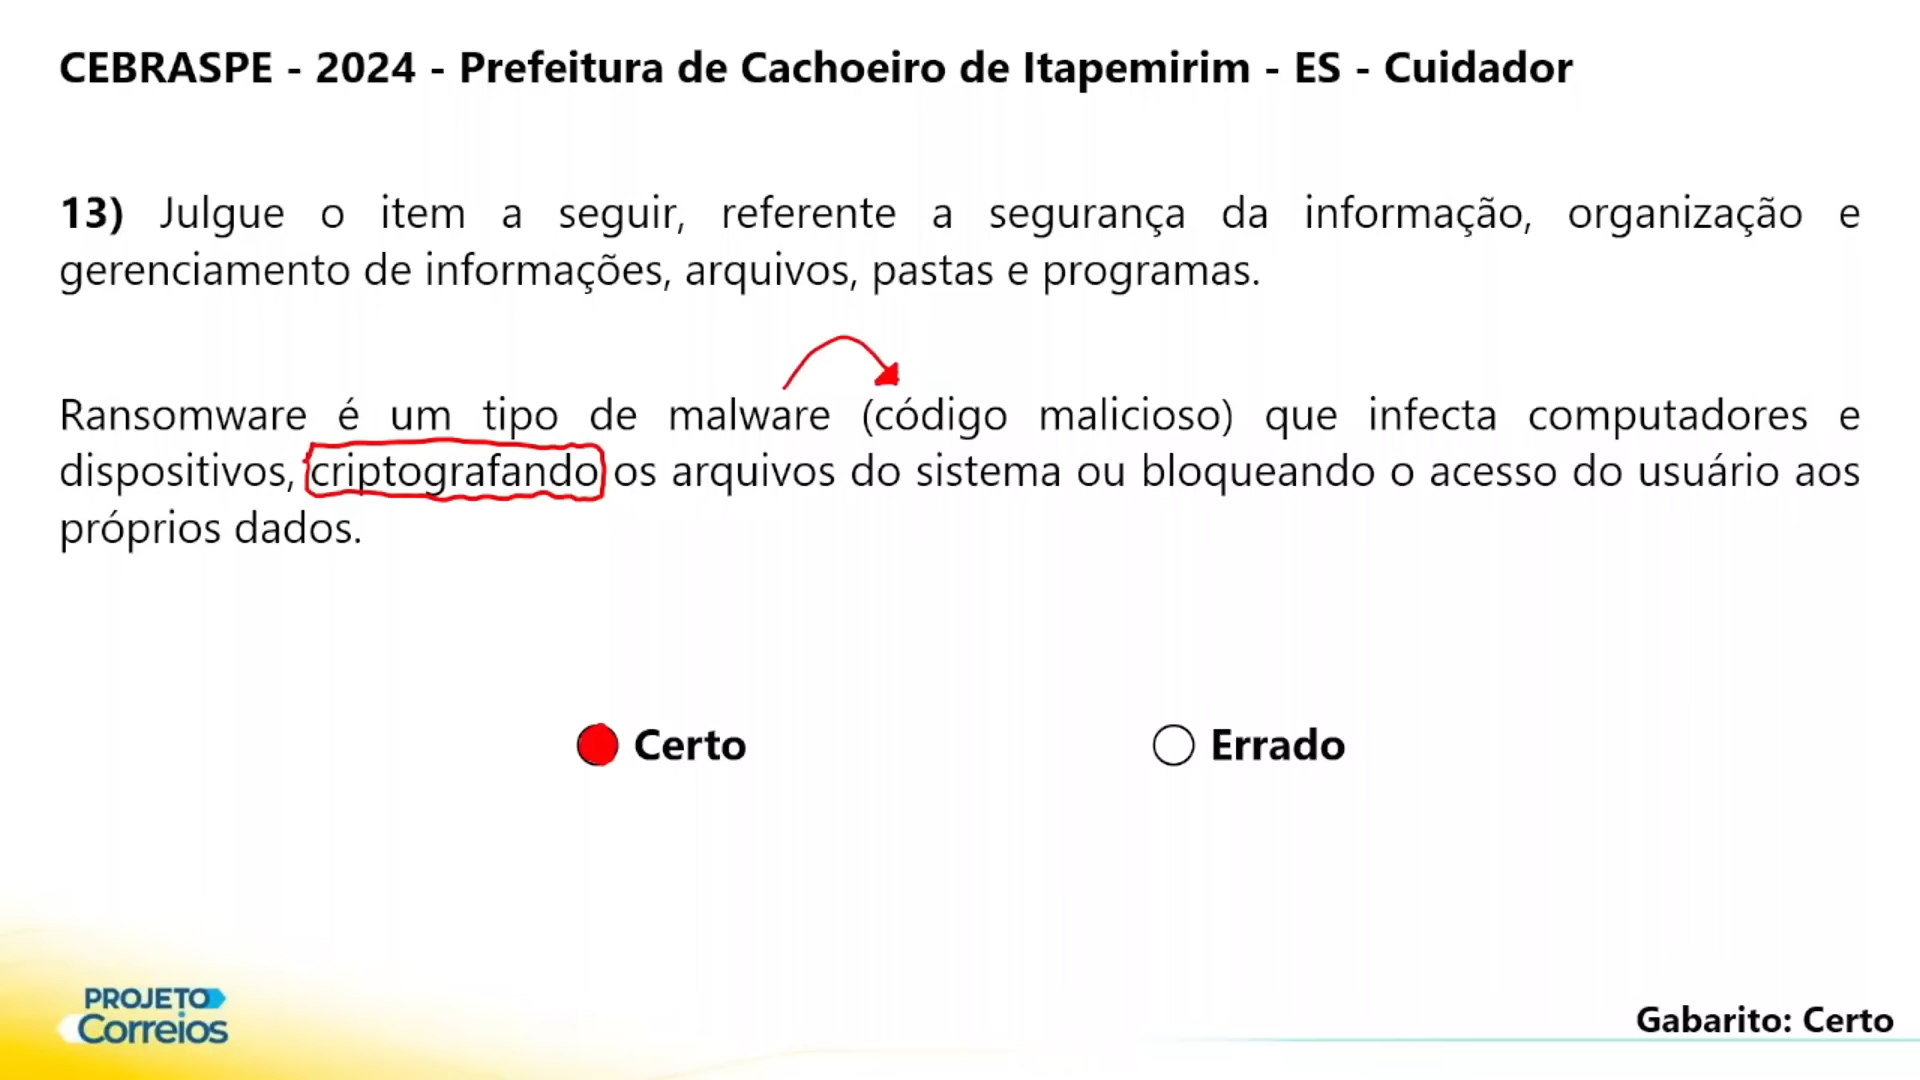 CEBRASPE - 2024 - Prefeitura de Cachoeiro de Itapemirim - ES - Cuidador
13) Julgue o item a seguir, referente a segurança da informação, organização e
gerenciamento de informações, arquivos, pastas e programas.
Ransomware é um tipo de malware (código malicioso) que infecta computadores e
dispositivos, criptografando os arquivos do sistema ou bloqueando o acesso do usuário aos
próprios dados.
Certo
Errado
PROJETO
Correios
Gabarito: Certo